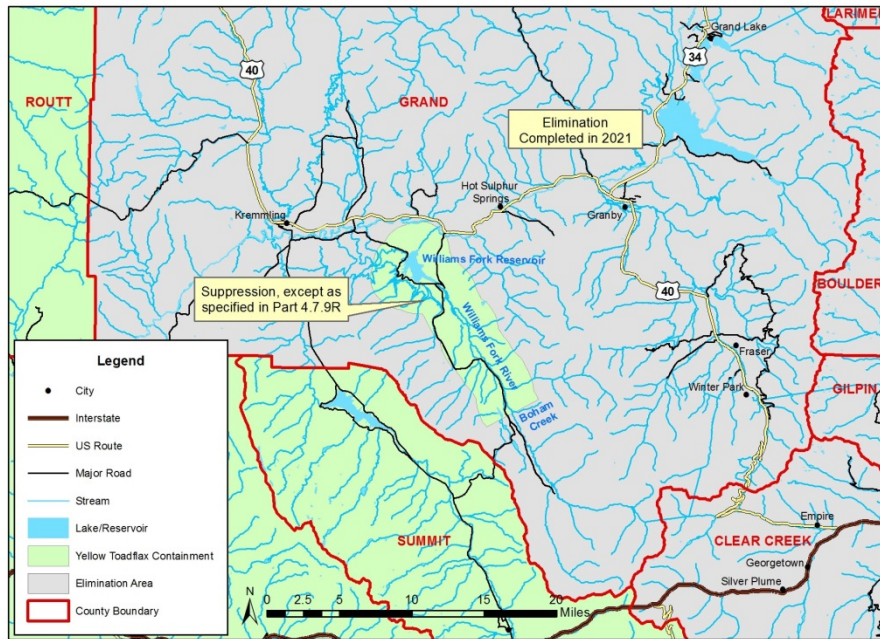 LARIMER
Grand Lake
34
40
ROUTT
GRAND
Elimination
Completed in 2021
Hot Sulphur
Springs
Kremmling
Granby
Williams Fork Reservoir
BOULDER
40
Suppression, except as
specified in Part 4.7.9R
Williams Fork River
Fraser
GILPIN
Winter Park
Boham
Creek
Legend
City
Interstate
US Route
Major Road
Stream
Lake/Reservoir
Yellow Toadflax Containment
Elimination Area
County Boundary
SUMMIT
Empire
CLEAR CREEK
Georgetown
Silver Plume
N
0 2.5 5 10 15 20
Miles